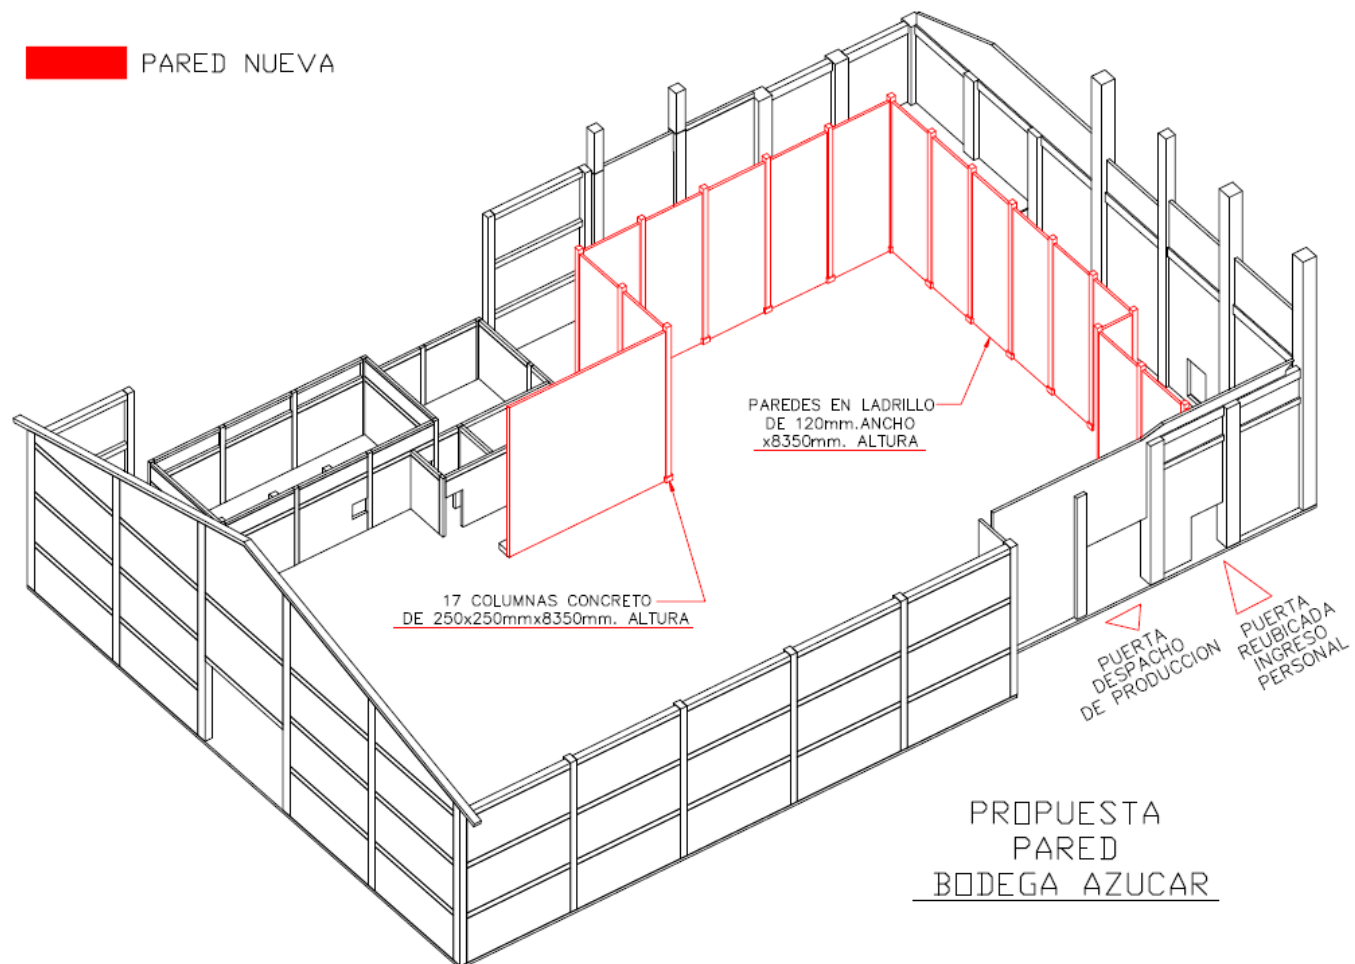 PARED NUEVA
PAREDES EN LADRILLO
DE 120mm.ANCHO
x8350mm. ALTURA
17 COLUMNAS CONCRETO
DE 250x250mmx8350mm. ALTURA
PUERTA
DESPACHO
DE PRODUCCION
PUERTA
REUBICADA
INGRESO
PERSONAL
PROPUESTA
PARED
BODEGA AZUCAR